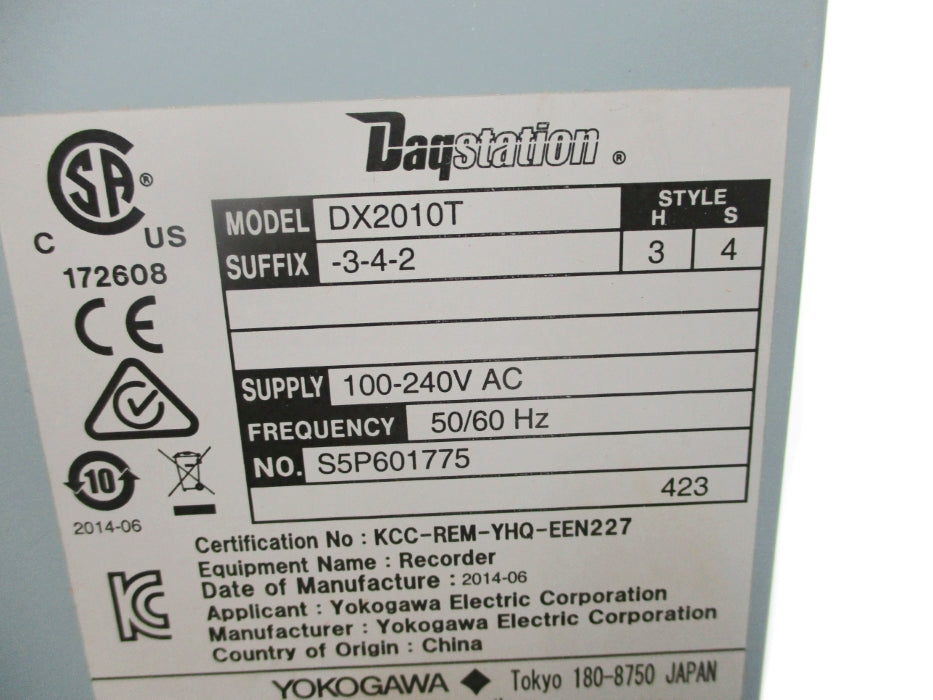 Daqstation ®
SA ®
C US
172608
CE
MODEL DX2010T
STYLE
H S
SUFFIX -3-4-2
3 4
SUPPLY 100-240V AC
FREQUENCY 50/60 Hz
NO. S5P601775
423
10
2014-06
Certification No : KCC-REM-YHQ-EEN227
Equipment Name : Recorder
Date of Manufacture : 2014-06
Applicant : Yokogawa Electric Corporation
Manufacturer : Yokogawa Electric Corporation
Country of Origin : China
YOKOGAWA ◆ Tokyo 180-8750 JAPAN